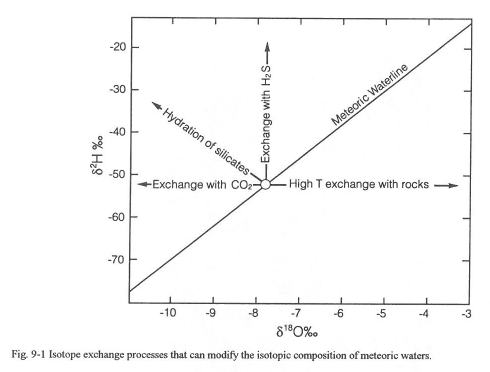 -20
-30
-40
-50
-60
-70
δ²H ‰
Exchange with H₂S
Meteoric Waterline
Hydration of silicates
Exchange with CO₂
High T exchange with rocks
-10 -9 -8 -7 -6 -5 -4 -3
δ¹⁸O‰
Fig. 9-1 Isotope exchange processes that can modify the isotopic composition of meteoric waters.